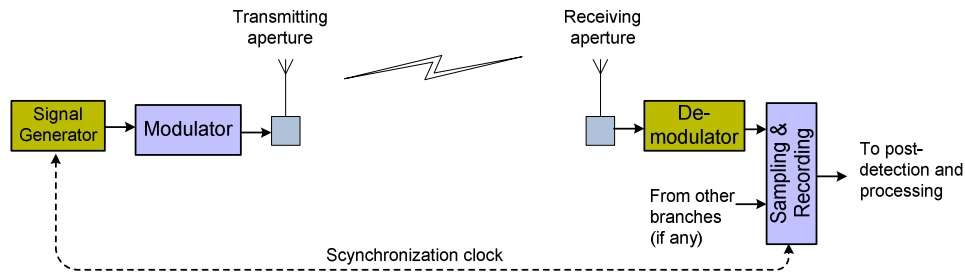 Transmitting
aperture
Receiving
aperture
Signal
Generator
Modulator
De-
modulator
Sampling &
Recording
To post-
detection and
processing
From other
branches
(if any)
Scynchronization clock